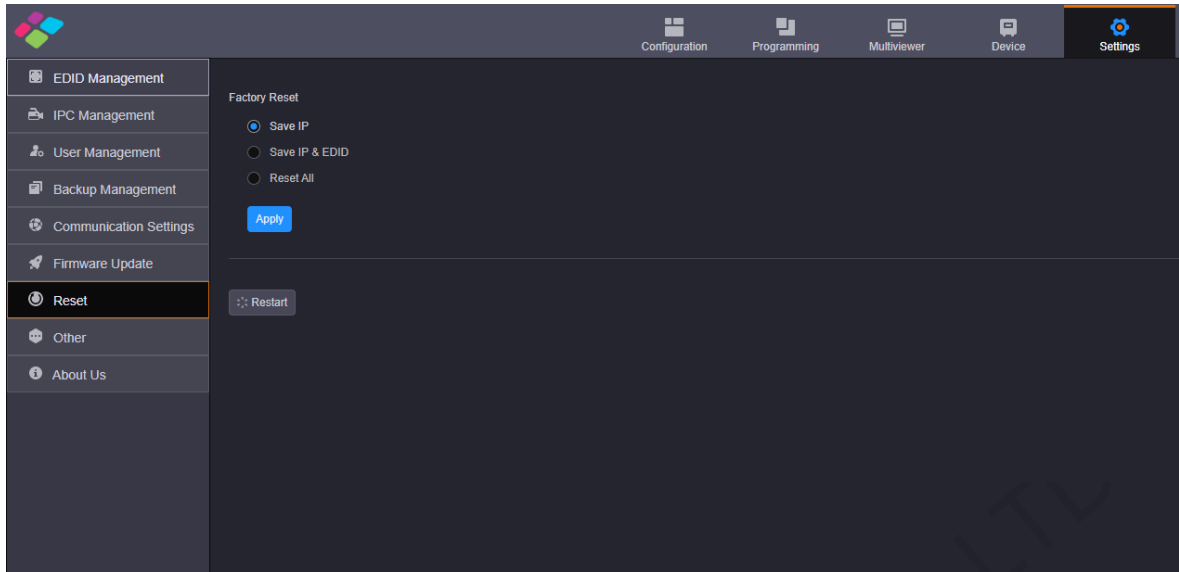 Configuration
Programming
Multiviewer
Device
Settings
EDID Management
IPC Management
User Management
Backup Management
Communication Settings
Firmware Update
Reset
Other
About Us
Factory Reset
Save IP
Save IP & EDID
Reset All
Apply
Restart
LTD